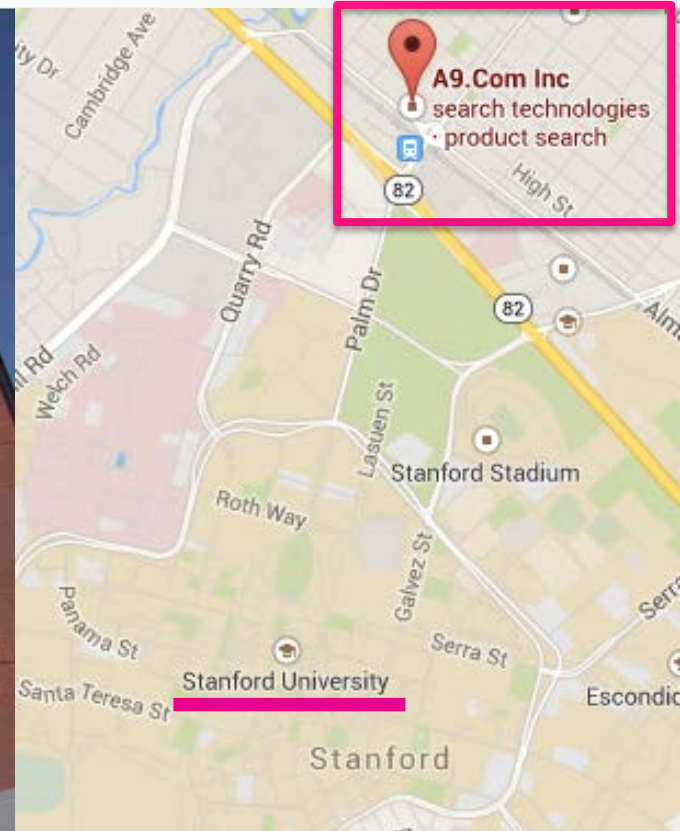 ity Dr
Cambridge Ave
A9.Com Inc
search technologies
· product search
82
High St
Quarry Rd
Palm Dr
82
Alma
il Rd
Welch Rd
Lasuen St
Stanford Stadium
Roth Way
Galvez St
Serra
Panama St
Serra St
Stanford University
Santa Teresa St
Escondid
Stanford